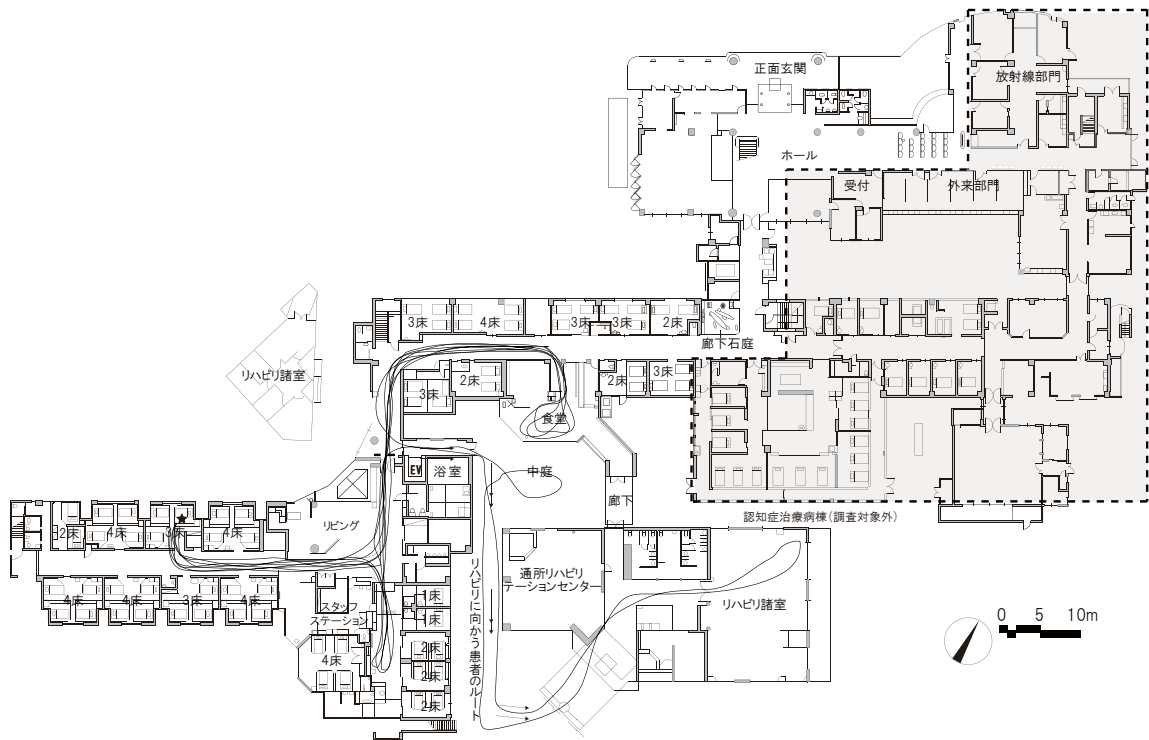 正面玄関
放射線部門
ホール
受付
外来部門
3床
4床
3床
3床
2床
廊下石庭
リハビリ諸室
3床
2床
2床
3床
食堂
EV
浴室
中庭
廊下
認知症治療病棟(調査対象外)
2床
4床
3床
4床
リビング
4床
4床
3床
4床
スタッフ
ステーション
4床
1床
1床
2床
2床
2床
リハビリに向かう患者のルート
通所リハビリ
テーションセンター
リハビリ諸室
0 5 10m